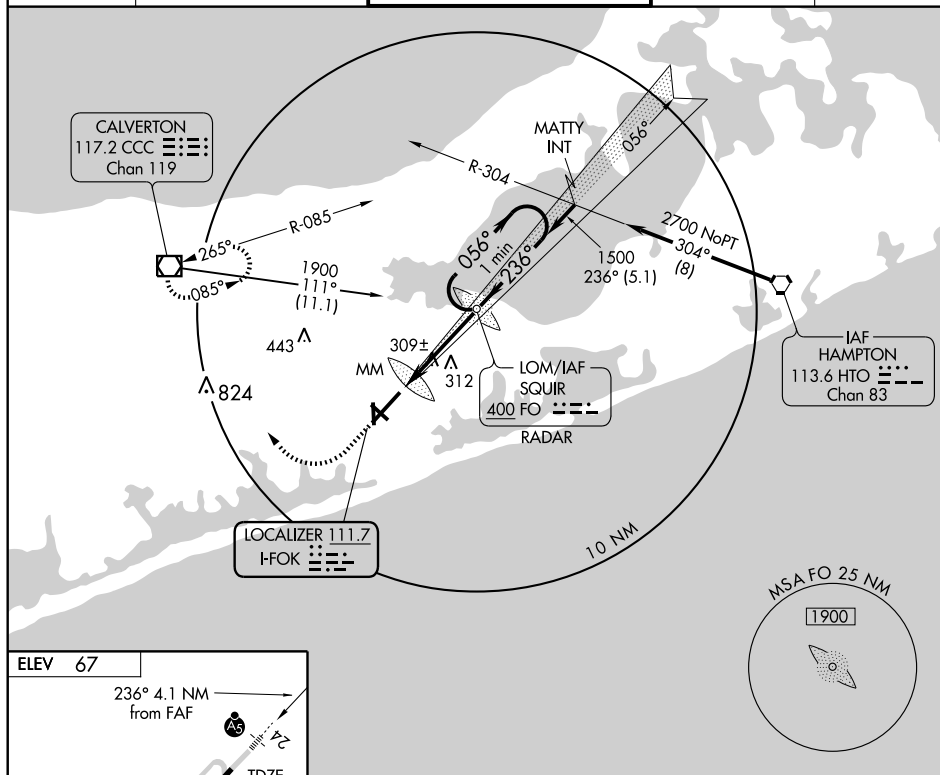 CALVERTON
117.2 CCC
Chan 119
265°
085°
R-085
1900
111°
(11.1)
443
824
R-304
MATTY
INT
056°
2700 NoPT
304°
(8)
056°
1 min
236°
1500
236° (5.1)
309±
312
MM
LOM/IAF
SQUIR
400 FO
RADAR
IAF
HAMPTON
113.6 HTO
Chan 83
LOCALIZER 111.7
I-FOK
10 NM
MSA FO 25 NM
1900
ELEV 67
236° 4.1 NM
from FAF
A5
24
TDZE